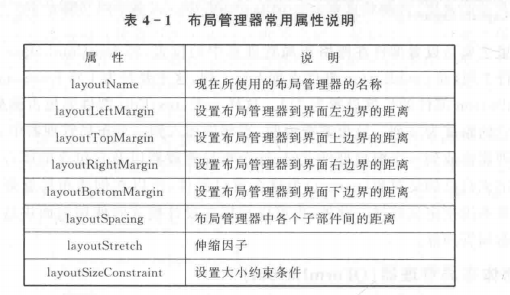 表 4-1 布局管理器常用属性说明
属 性 说 明
layoutName 现在所使用的布局管理器的名称
layoutLeftMargin 设置布局管理器到界面左边界的距离
layoutTopMargin 设置布局管理器到界面上边界的距离
layoutRightMargin 设置布局管理器到界面右边界的距离
layoutBottomMargin 设置布局管理器到界面下边界的距离
layoutSpacing 布局管理器中各个子部件间的距离
layoutStretch 伸缩因子
layoutSizeConstraint 设置大小约束条件